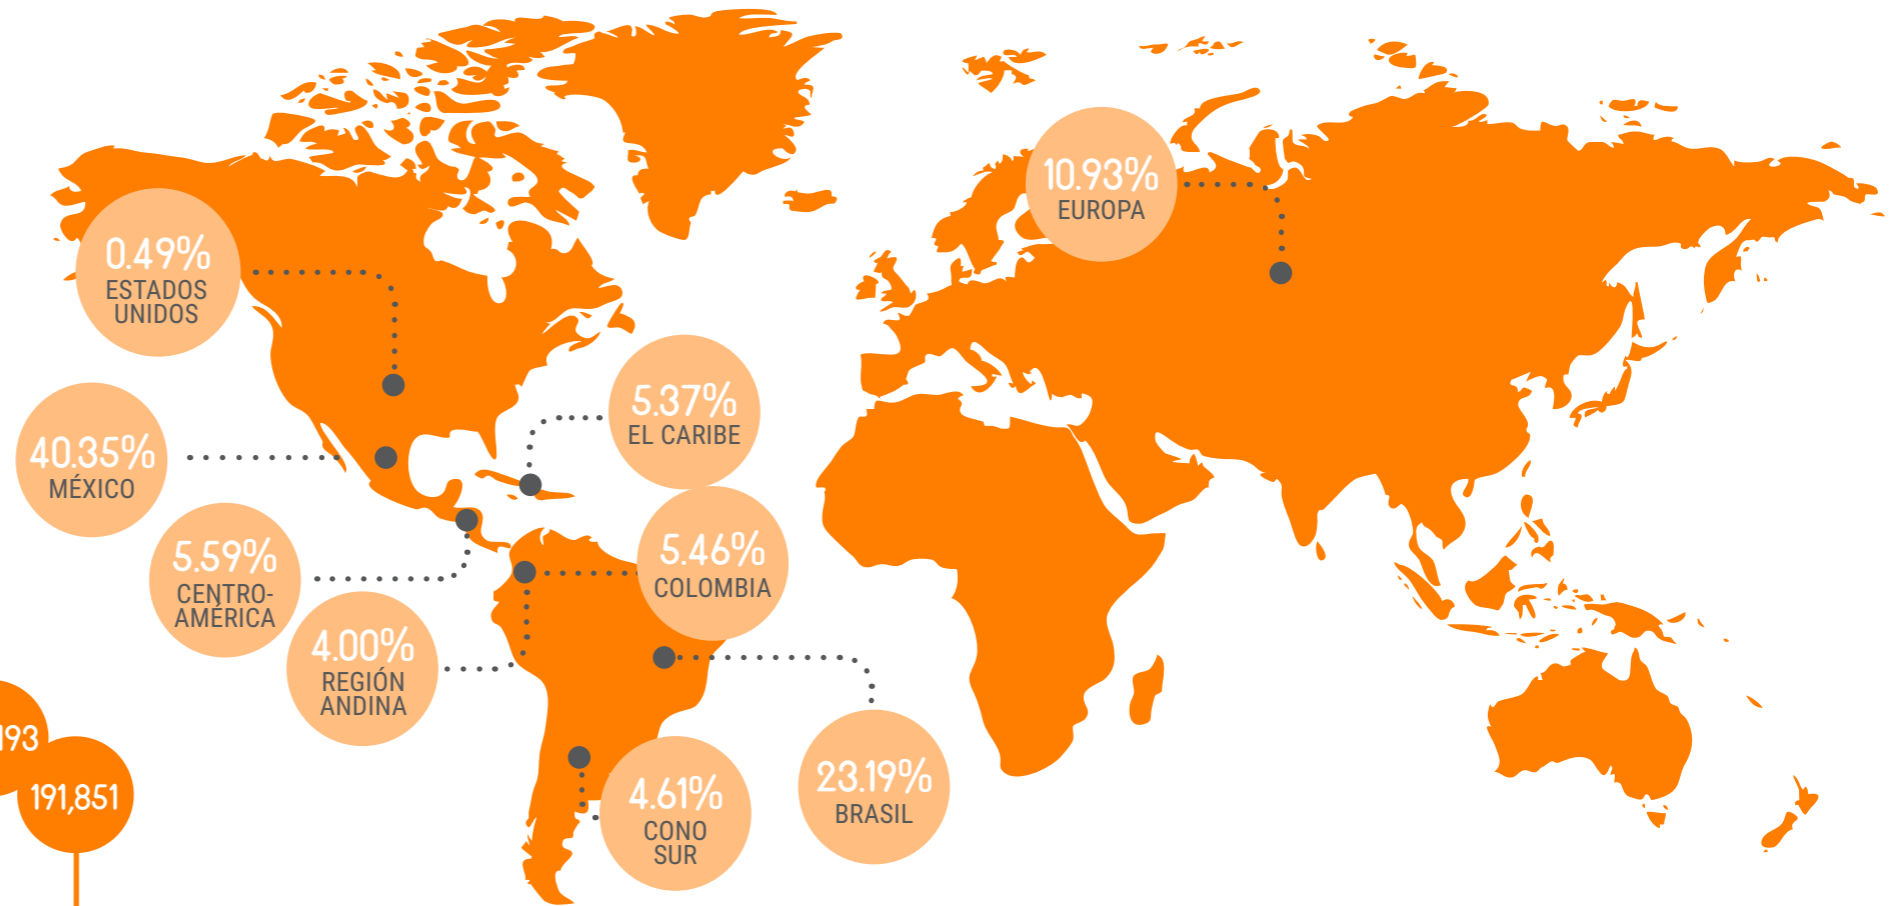 10.93%
EUROPA
0.49%
ESTADOS
UNIDOS
5.37%
EL CARIBE
40.35%
MÉXICO
5.46%
COLOMBIA
5.59%
CENTRO-
AMÉRICA
4.00%
REGIÓN
ANDINA
23.19%
BRASIL
4.61%
CONO
SUR
191,851